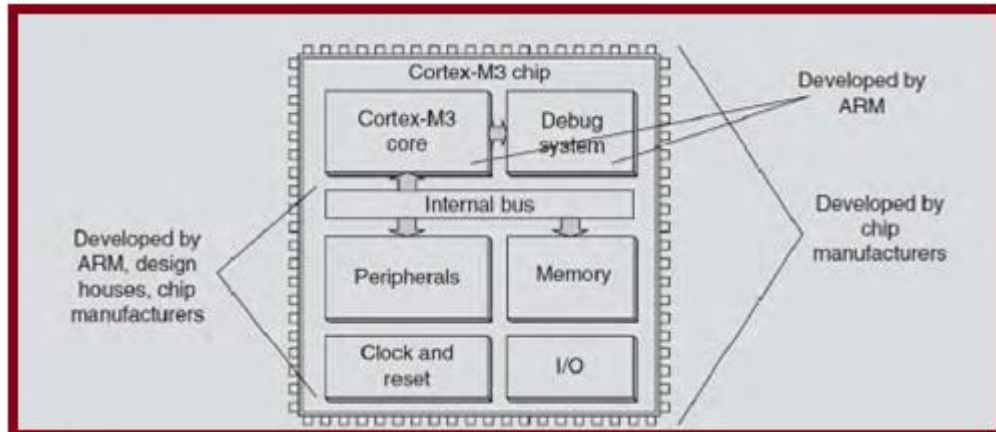 Cortex-M3 chip
Cortex-M3
core
Debug
system
Developed by
ARM
Internal bus
Developed by
ARM, design
houses, chip
manufacturers
Developed by
chip
manufacturers
Peripherals
Memory
Clock and
reset
I/O